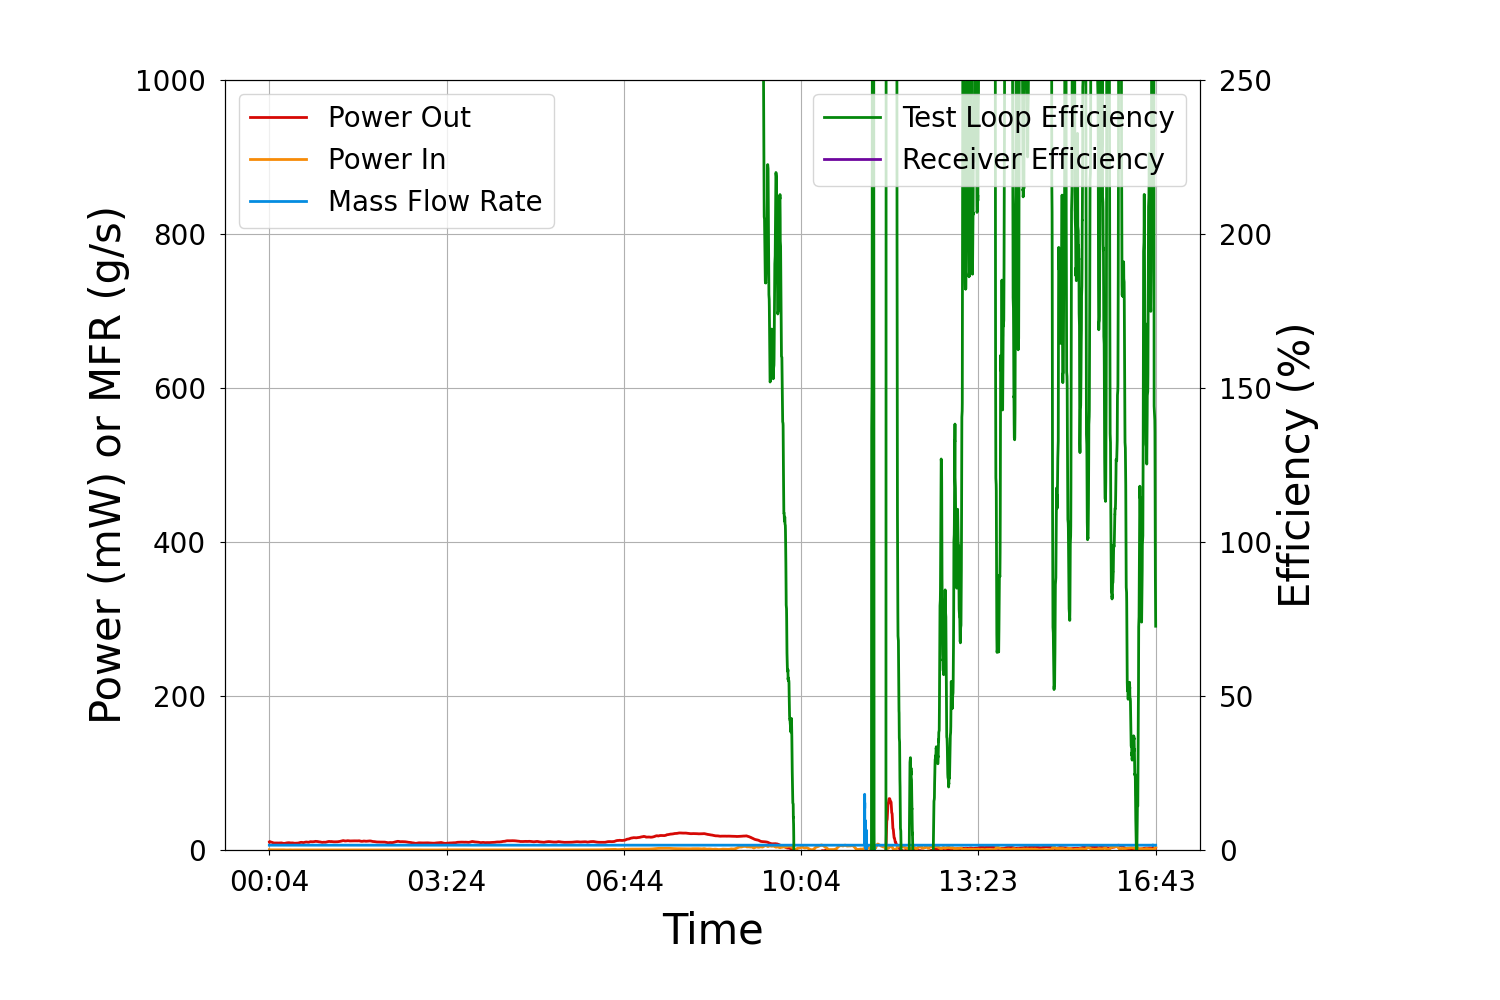 Power Out
Power In
Mass Flow Rate
Test Loop Efficiency
Receiver Efficiency
1000
800
600
400
200
0
Power (mW) or MFR (g/s)
250
200
150
100
50
0
Efficiency (%)
00:04 03:24 06:44 10:04 13:23 16:43
Time